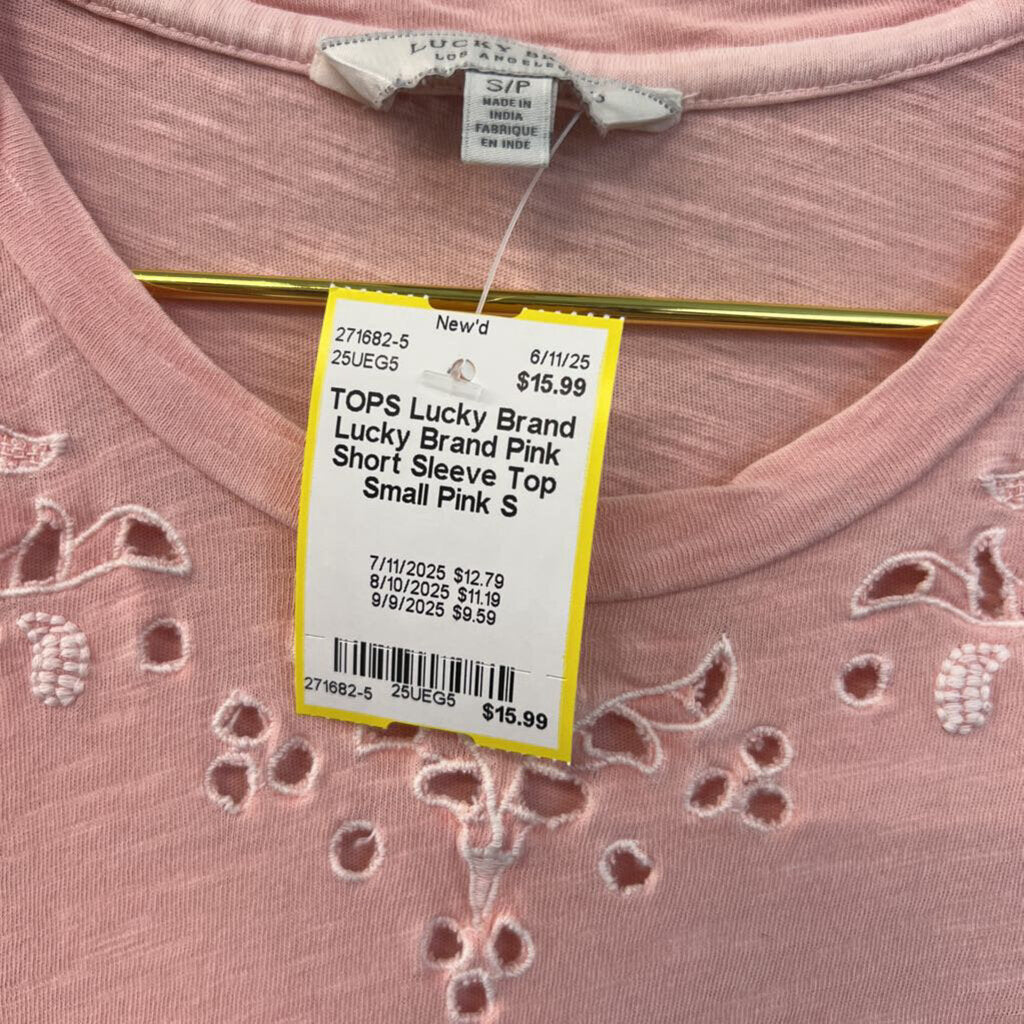 LUCKY
LOS ANGELES
S/P
MADE IN
INDIA
FABRIQUE
EN INDE
New'd
271682-5 6/11/25
25UEG5 $15.99
TOPS Lucky Brand
Lucky Brand Pink
Short Sleeve Top
Small Pink S
7/11/2025 $12.79
8/10/2025 $11.19
9/9/2025 $9.59
271682-5 25UEG5 $15.99